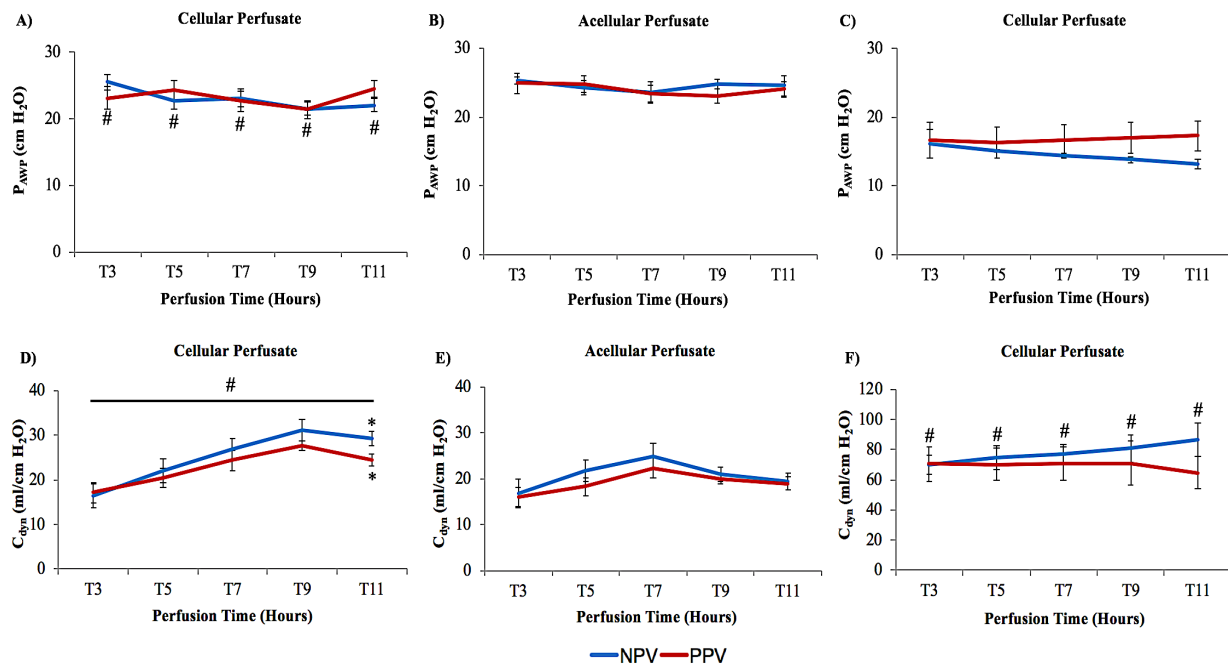 A)
Cellular Perfusate
P_AWP (cm H₂O)
30
20
10
0
# # # # #
T3 T5 T7 T9 T11
Perfusion Time (Hours)
B)
Acellular Perfusate
P_AWP (cm H₂O)
30
20
10
0
T3 T5 T7 T9 T11
Perfusion Time (Hours)
C)
Cellular Perfusate
P_AWP (cm H₂O)
30
20
10
0
T3 T5 T7 T9 T11
Perfusion Time (Hours)
D)
Cellular Perfusate
C_dyn (ml/cm H₂O)
40
30
20
10
0
#
*
*
T3 T5 T7 T9 T11
Perfusion Time (Hours)
E)
Acellular Perfusate
C_dyn (ml/cm H₂O)
40
30
20
10
0
T3 T5 T7 T9 T11
Perfusion Time (Hours)
F)
Cellular Perfusate
C_dyn (ml/cm H₂O)
120
100
80
60
40
20
0
# # # # #
T3 T5 T7 T9 T11
Perfusion Time (Hours)
NPV PPV